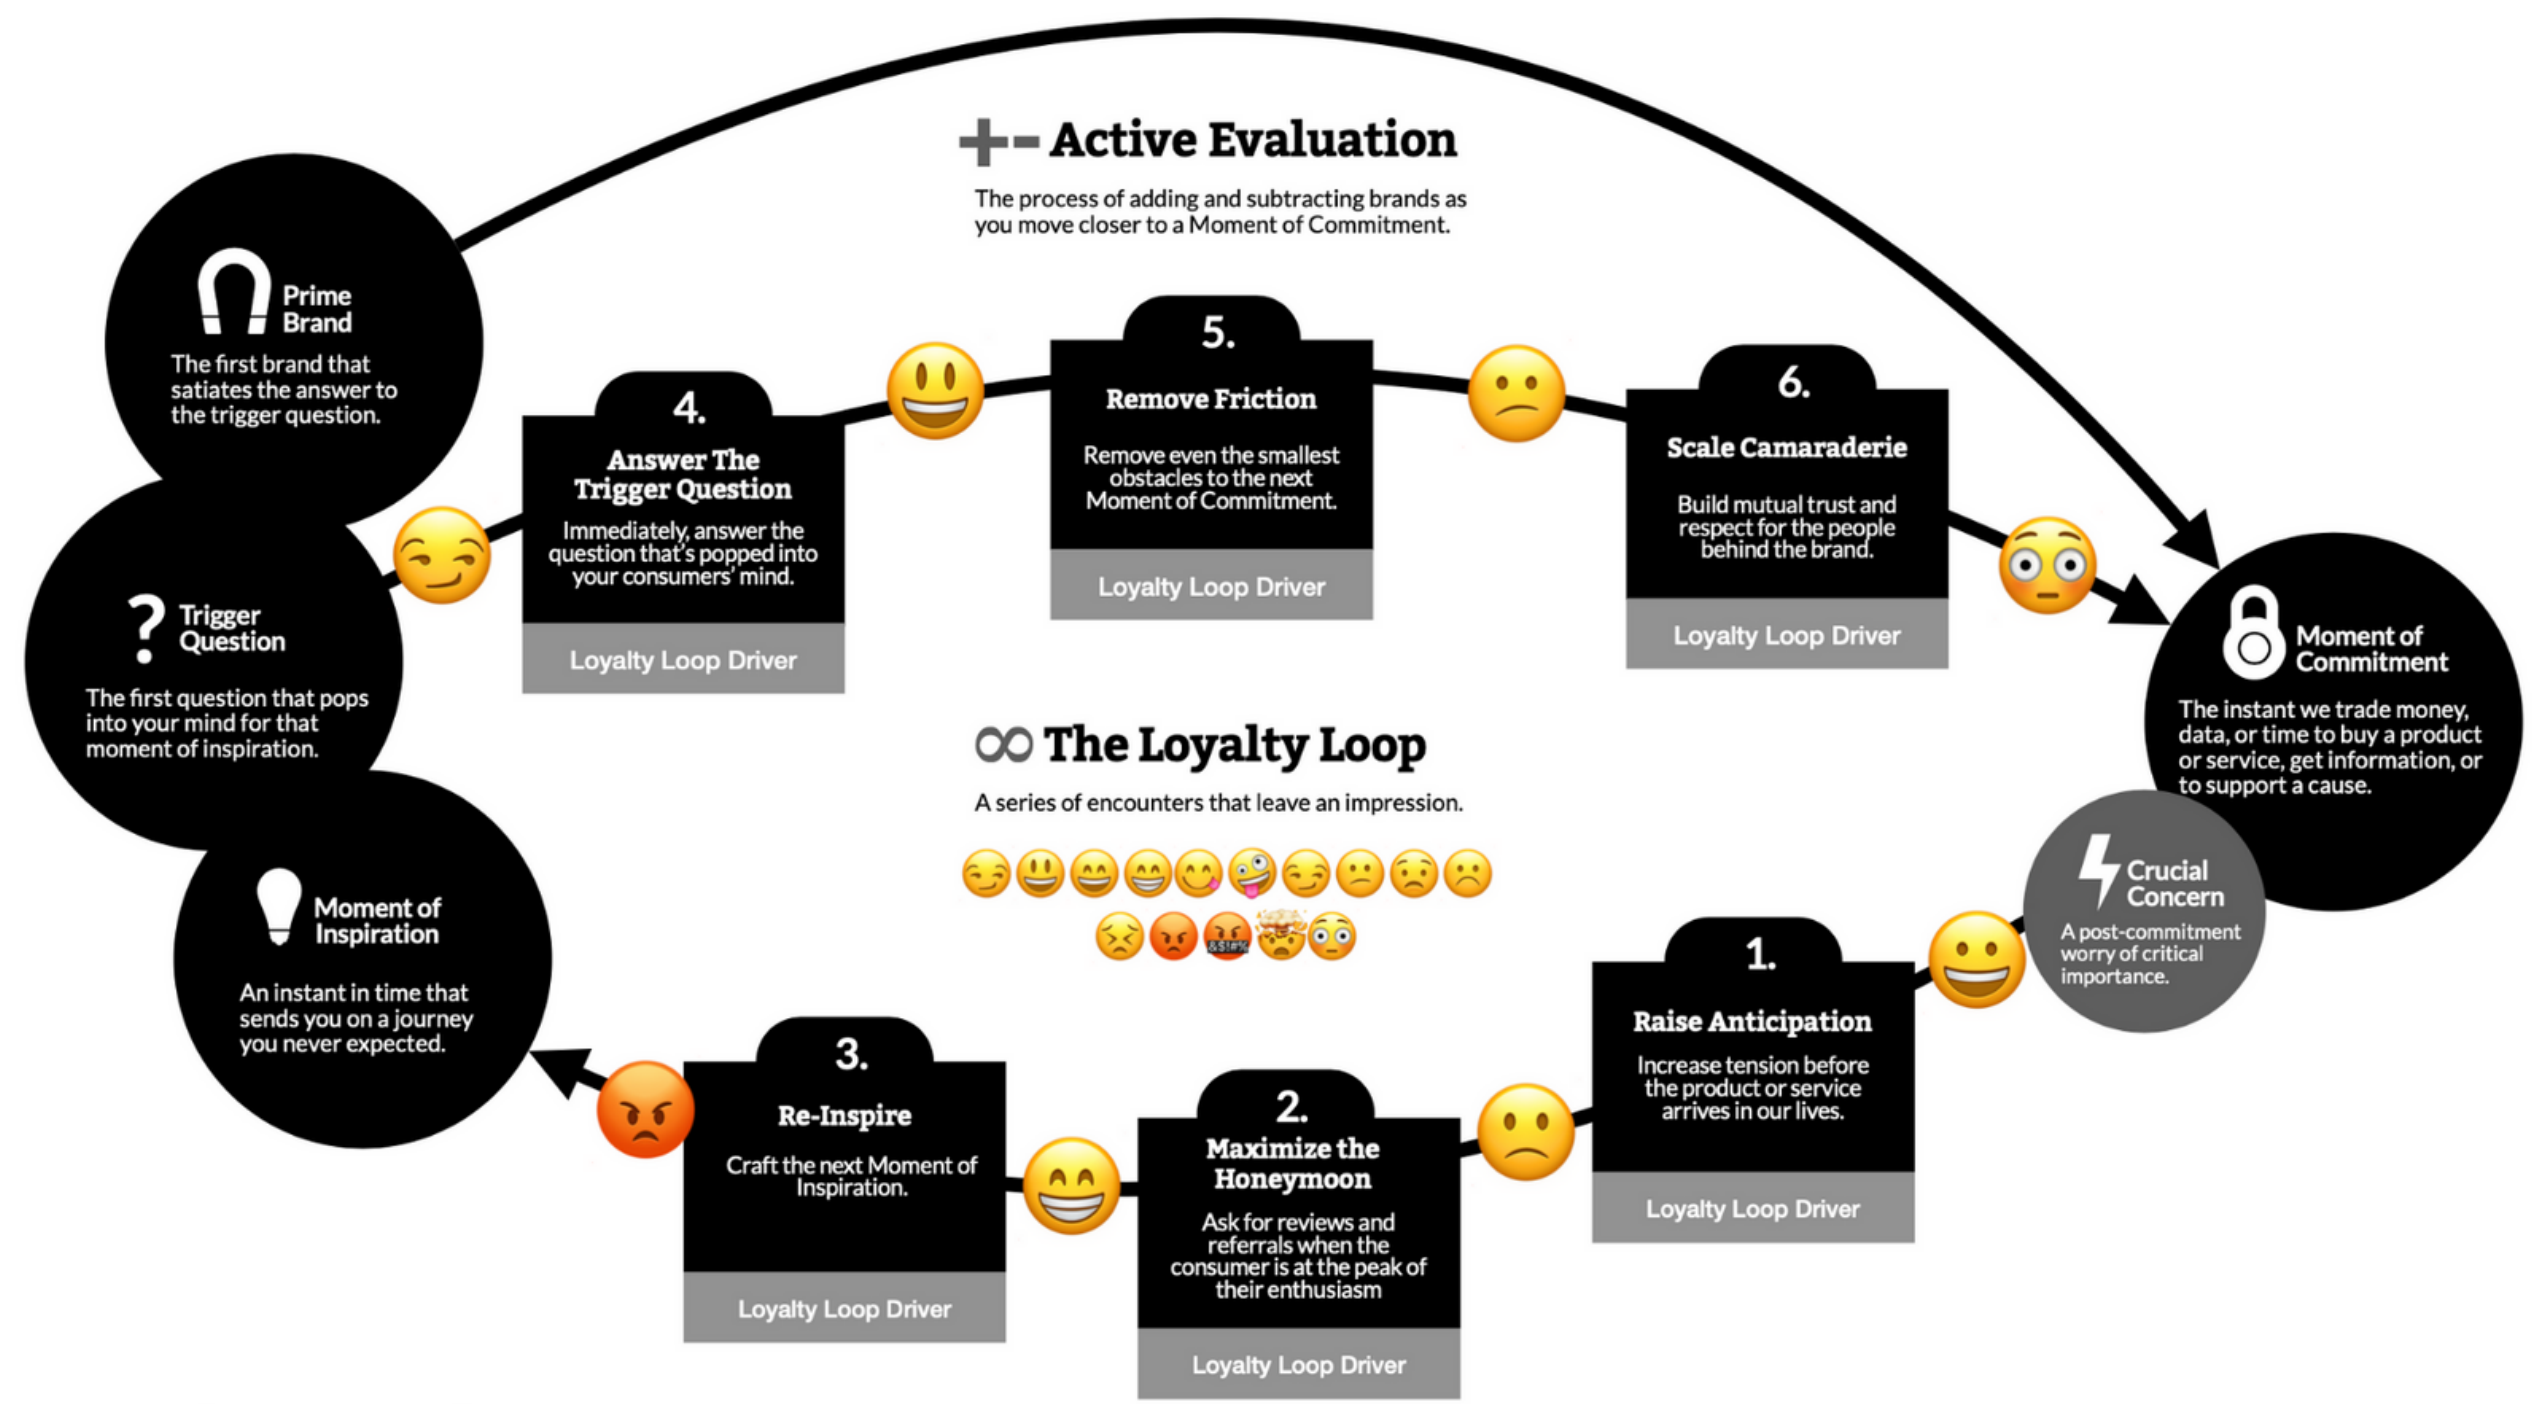 +- Active Evaluation
The process of adding and subtracting brands as
you move closer to a Moment of Commitment.
Prime
Brand
The first brand that
satiates the answer to
the trigger question.
Trigger
Question
The first question that pops
into your mind for that
moment of inspiration.
Moment of
Inspiration
An instant in time that
sends you on a journey
you never expected.
4.
Answer The
Trigger Question
Immediately, answer the
question that's popped into
your consumers' mind.
Loyalty Loop Driver
5.
Remove Friction
Remove even the smallest
obstacles to the next
Moment of Commitment.
Loyalty Loop Driver
6.
Scale Camaraderie
Build mutual trust and
respect for the people
behind the brand.
Loyalty Loop Driver
Moment of
Commitment
The instant we trade money,
data, or time to buy a product
or service, get information, or
to support a cause.
Crucial
Concern
A post-commitment
worry of critical
importance.
∞ The Loyalty Loop
A series of encounters that leave an impression.
&$!#%
1.
Raise Anticipation
Increase tension before
the product or service
arrives in our lives.
Loyalty Loop Driver
2.
Maximize the
Honeymoon
Ask for reviews and
referrals when the
consumer is at the peak of
their enthusiasm
Loyalty Loop Driver
3.
Re-Inspire
Craft the next Moment of
Inspiration.
Loyalty Loop Driver